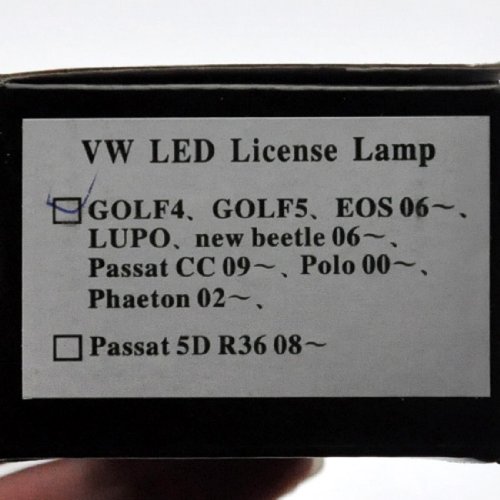 VW LED License Lamp
GOLF4、GOLF5、EOS 06～、
LUPO、new beetle 06～、
Passat CC 09～、Polo 00～、
Phaeton 02～、
Passat 5D R36 08～